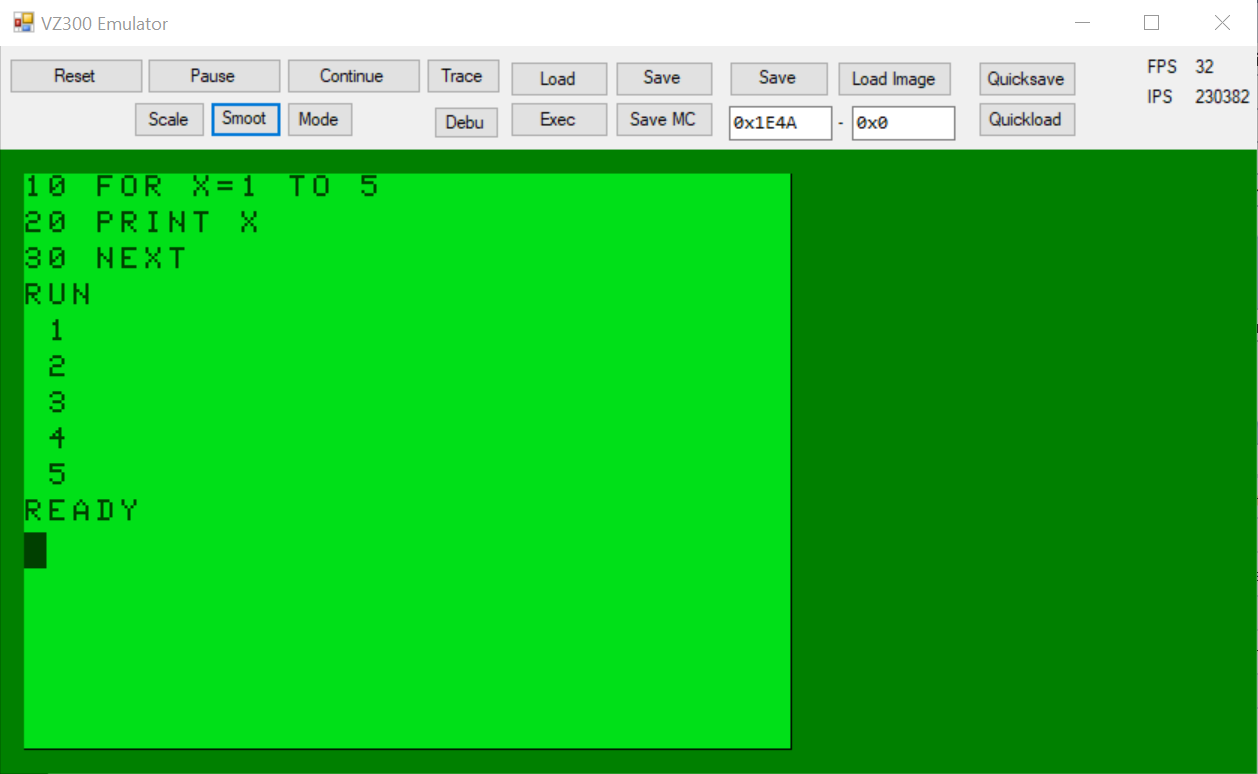 VZ300 Emulator
Reset Pause Continue Trace Load Save Save Load Image Quicksave FPS 32
Scale Smoot Mode Debu Exec Save MC 0x1E4A - 0x0 Quickload IPS 230382
10 FOR X=1 TO 5
20 PRINT X
30 NEXT
RUN
1
2
3
4
5
READY